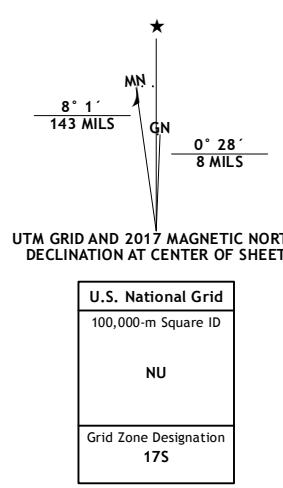 MN
8° 1´
143 MILS
GN
0° 28´
8 MILS
UTM GRID AND 2017 MAGNETIC NORT
DECLINATION AT CENTER OF SHEET
U.S. National Grid
100,000-m Square ID
NU
Grid Zone Designation
17S